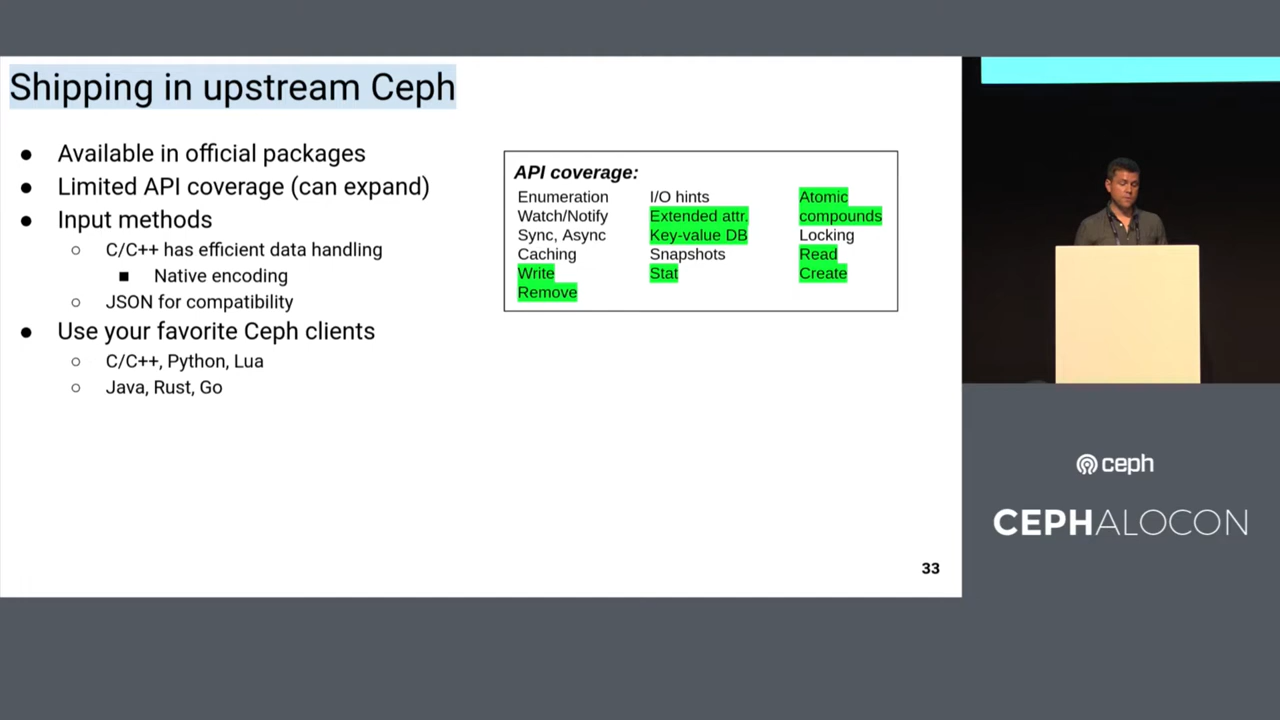 Shipping in upstream Ceph
● Available in official packages
● Limited API coverage (can expand)
● Input methods
○ C/C++ has efficient data handling
■ Native encoding
○ JSON for compatibility
● Use your favorite Ceph clients
○ C/C++, Python, Lua
○ Java, Rust, Go
API coverage:
Enumeration
Watch/Notify
Sync, Async
Caching
Write
Remove
I/O hints
Extended attr.
Key-value DB
Snapshots
Stat
Atomic
compounds
Locking
Read
Create
33
ceph
CEPHALOCON